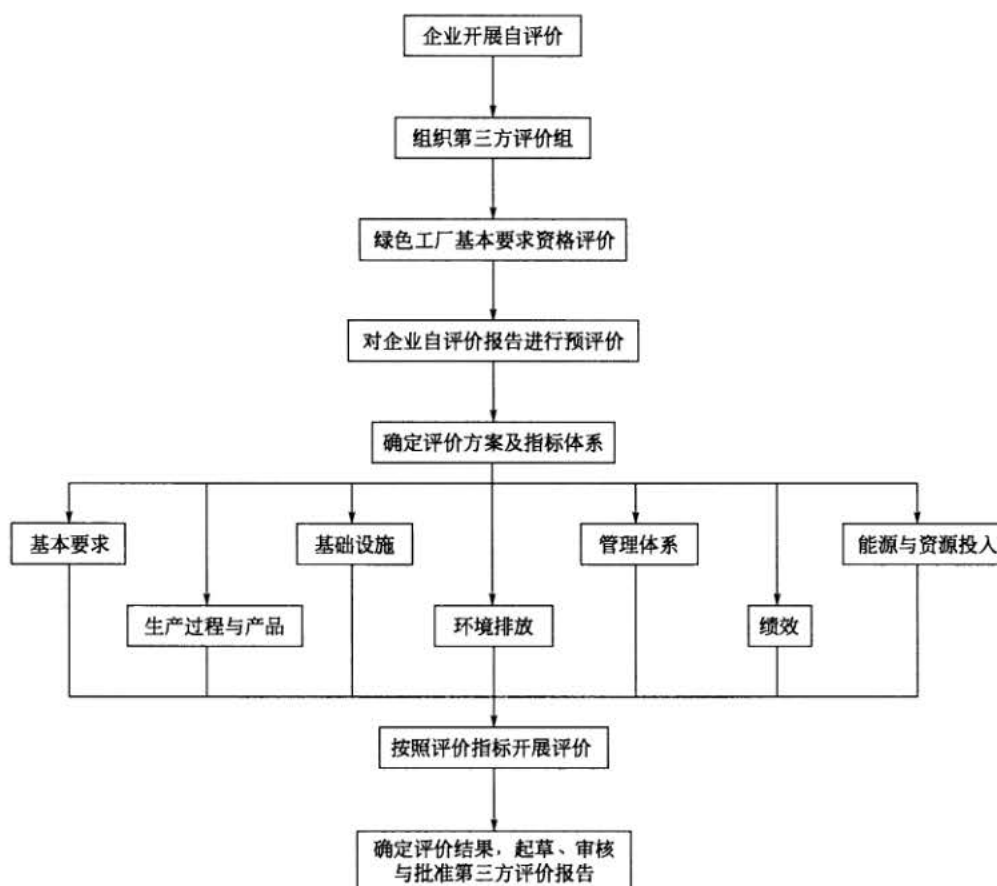 企业开展自评价
组织第三方评价组
绿色工厂基本要求资格评价
对企业自评价报告进行预评价
确定评价方案及指标体系
基本要求
基础设施
管理体系
能源与资源投入
生产过程与产品
环境排放
绩效
按照评价指标开展评价
确定评价结果，起草、审核
与批准第三方评价报告